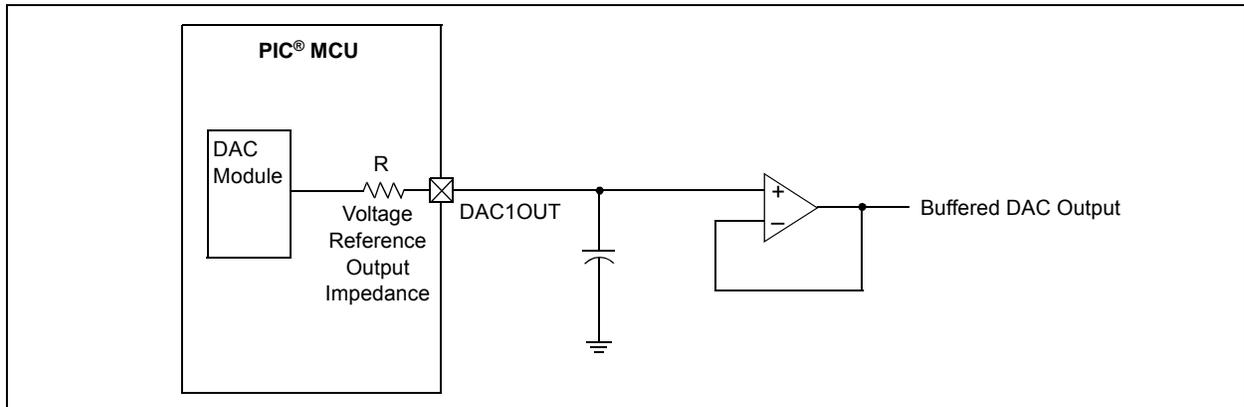 PIC® MCU
DAC
Module
R
Voltage
Reference
Output
Impedance
DAC1OUT
+
–
Buffered DAC Output